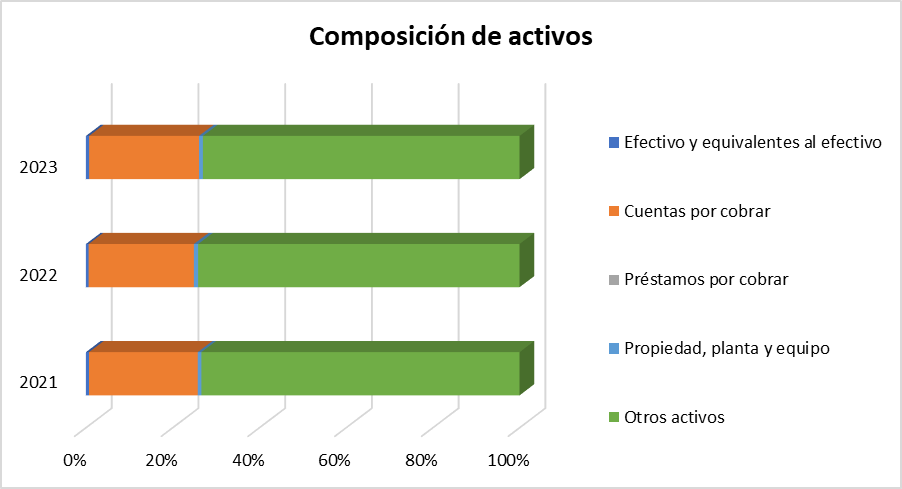 Composición de activos
2023
2022
2021
0%
20%
40%
60%
80%
100%
Efectivo y equivalentes al efectivo
Cuentas por cobrar
Préstamos por cobrar
Propiedad, planta y equipo
Otros activos